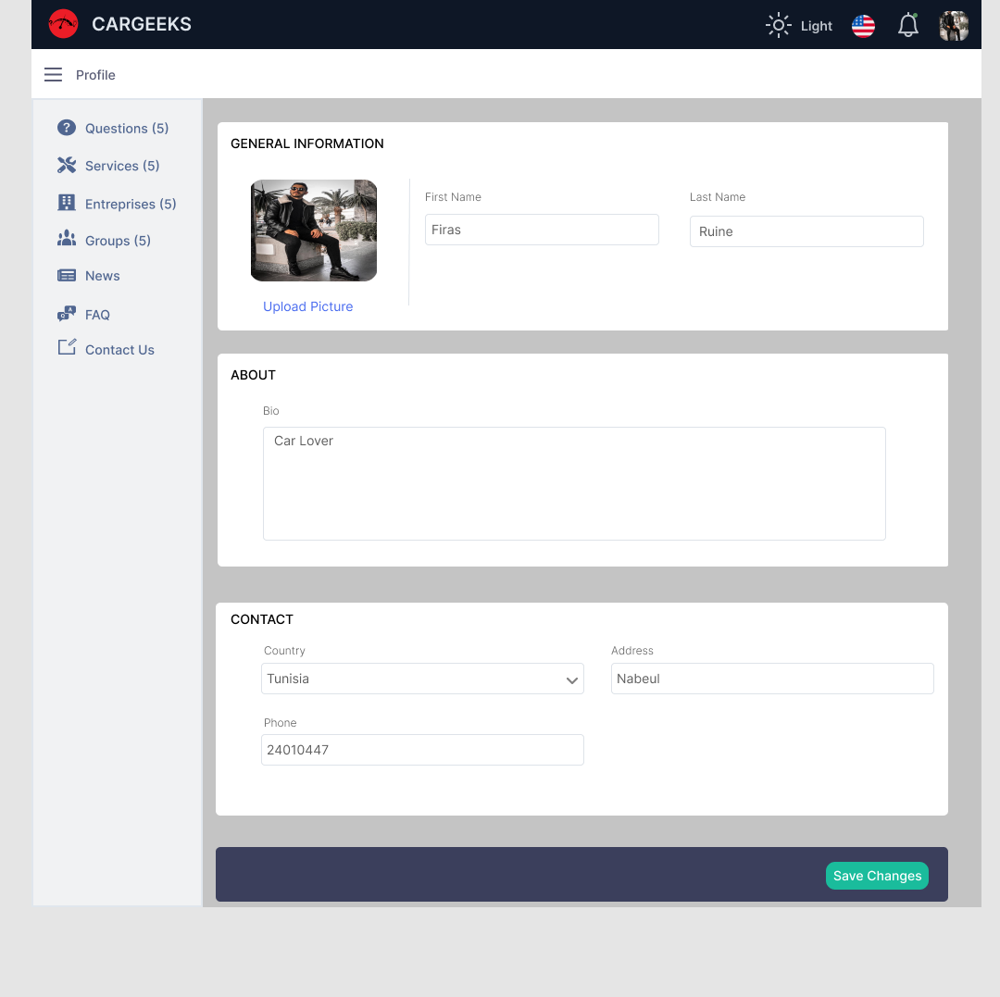 CARGEEKS
Light
Profile
Questions (5)
Services (5)
Entreprises (5)
Groups (5)
News
FAQ
Contact Us
GENERAL INFORMATION
First Name
Last Name
Firas
Ruine
Upload Picture
ABOUT
Bio
Car Lover
CONTACT
Country
Address
Tunisia
Nabeul
Phone
24010447
Save Changes